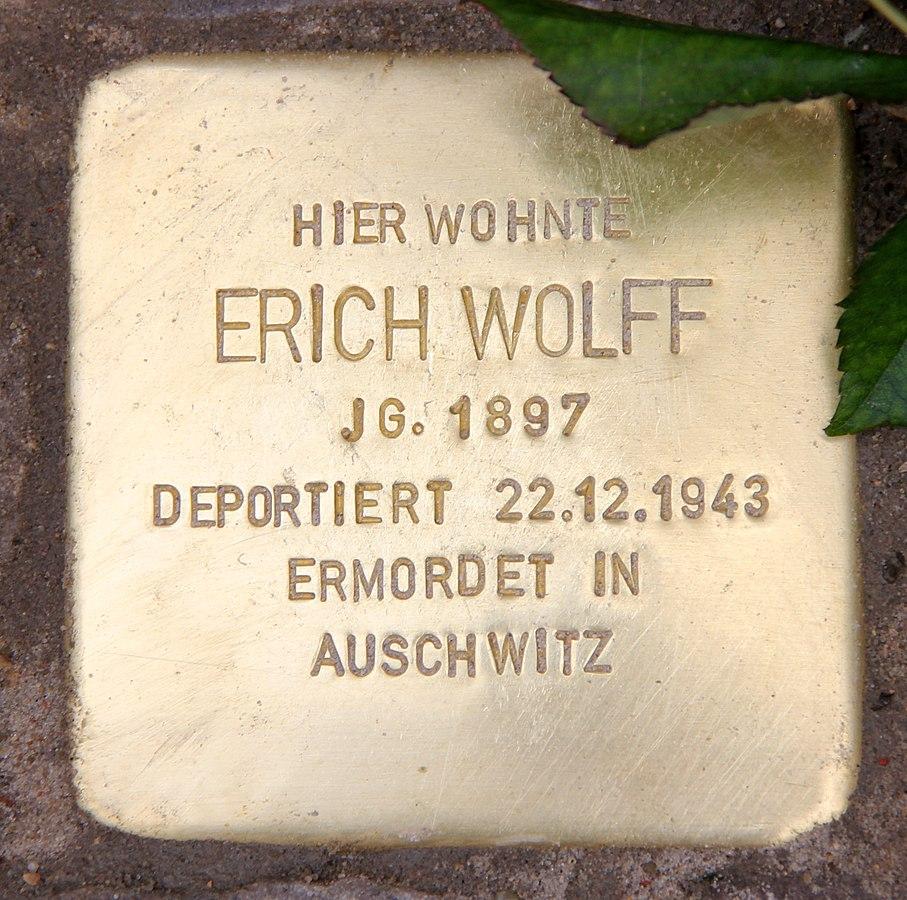 HIER WOHNTE
ERICH WOLFF
JG. 1897
DEPORTIERT 22.12.1943
ERMORDET IN
AUSCHWITZ